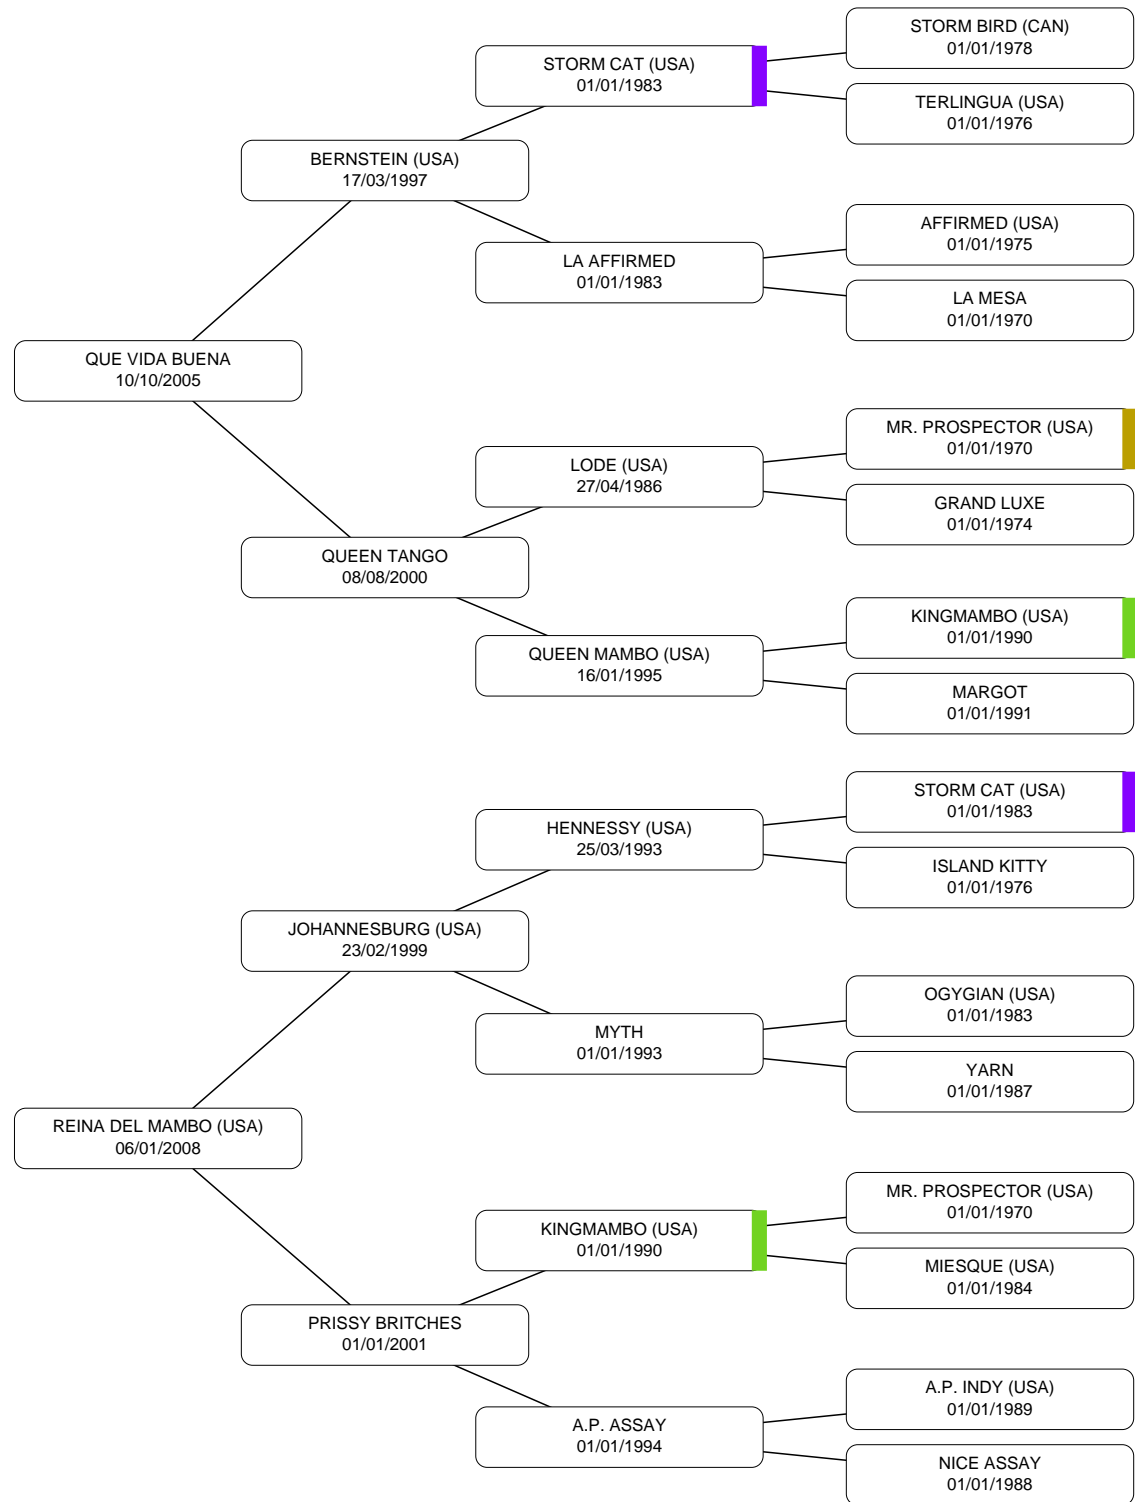 STORM BIRD (CAN)
01/01/1978
STORM CAT (USA)
01/01/1983
TERLINGUA (USA)
01/01/1976
BERNSTEIN (USA)
17/03/1997
AFFIRMED (USA)
01/01/1975
LA AFFIRMED
01/01/1983
LA MESA
01/01/1970
QUE VIDA BUENA
10/10/2005
MR. PROSPECTOR (USA)
01/01/1970
LODE (USA)
27/04/1986
GRAND LUXE
01/01/1974
QUEEN TANGO
08/08/2000
KINGMAMBO (USA)
01/01/1990
QUEEN MAMBO (USA)
16/01/1995
MARGOT
01/01/1991
STORM CAT (USA)
01/01/1983
HENNESSY (USA)
25/03/1993
ISLAND KITTY
01/01/1976
JOHANNESBURG (USA)
23/02/1999
OGYGIAN (USA)
01/01/1983
MYTH
01/01/1993
YARN
01/01/1987
REINA DEL MAMBO (USA)
06/01/2008
MR. PROSPECTOR (USA)
01/01/1970
KINGMAMBO (USA)
01/01/1990
MIESQUE (USA)
01/01/1984
PRISSY BRITCHES
01/01/2001
A.P. INDY (USA)
01/01/1989
A.P. ASSAY
01/01/1994
NICE ASSAY
01/01/1988